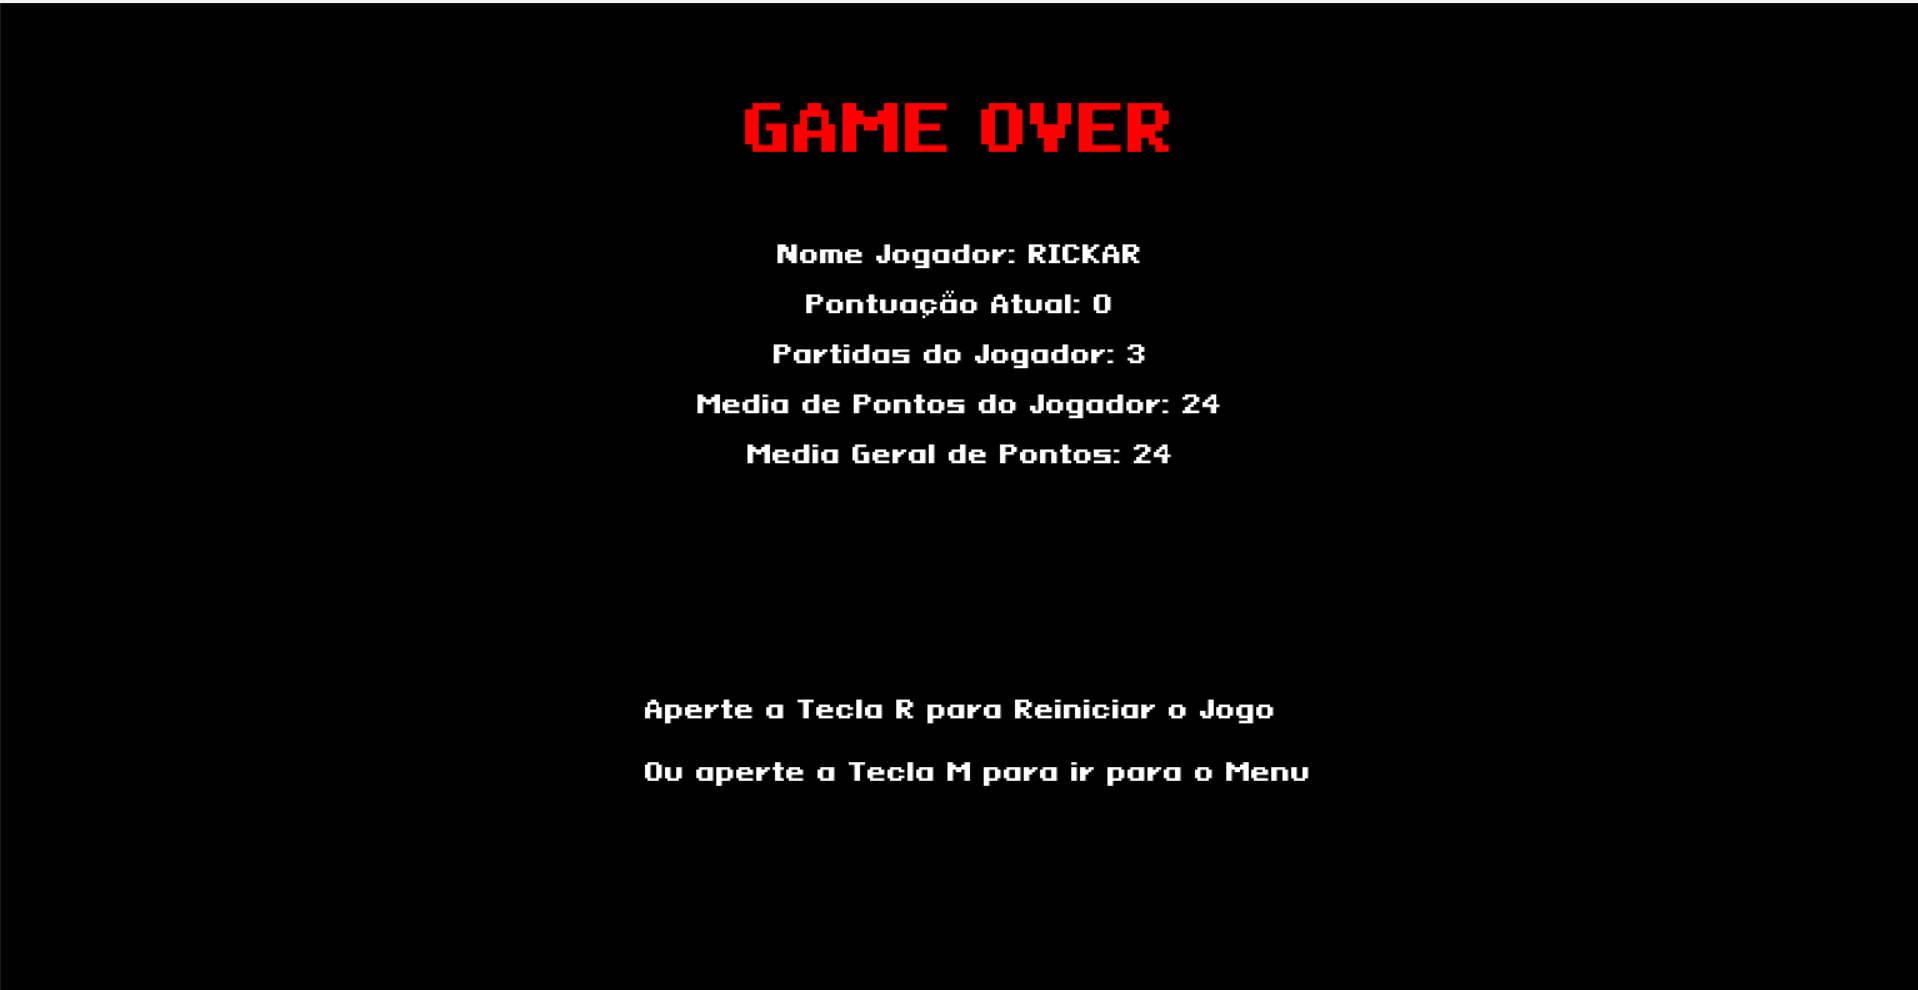 GAME OVER
Nome Jogador: RICKAR
Pontuação Atual: 0
Partidas do Jogador: 3
Media de Pontos do Jogador: 24
Media Geral de Pontos: 24
Aperte a Tecla R para Reiniciar o Jogo
Ou aperte a Tecla M para ir para o Menu